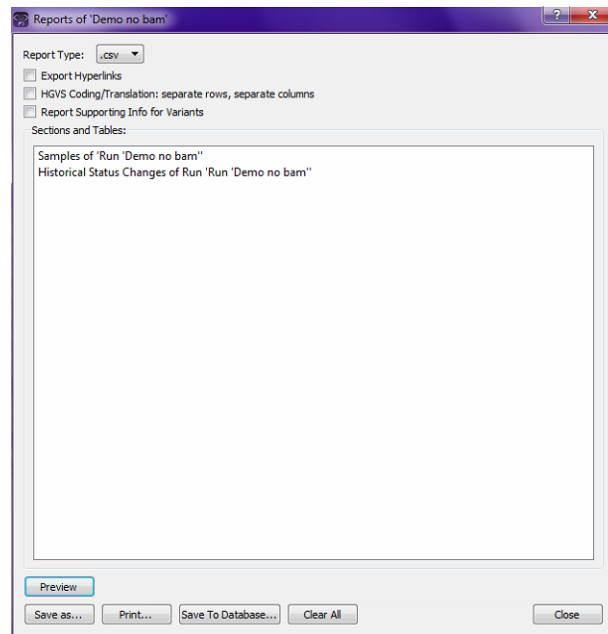 Reports of 'Demo no bam'
Report Type: .csv
Export Hyperlinks
HGVS Coding/Translation: separate rows, separate columns
Report Supporting Info for Variants
Sections and Tables:
Samples of 'Run 'Demo no bam''
Historical Status Changes of Run 'Run 'Demo no bam''
Preview
Save as... Print... Save To Database... Clear All Close